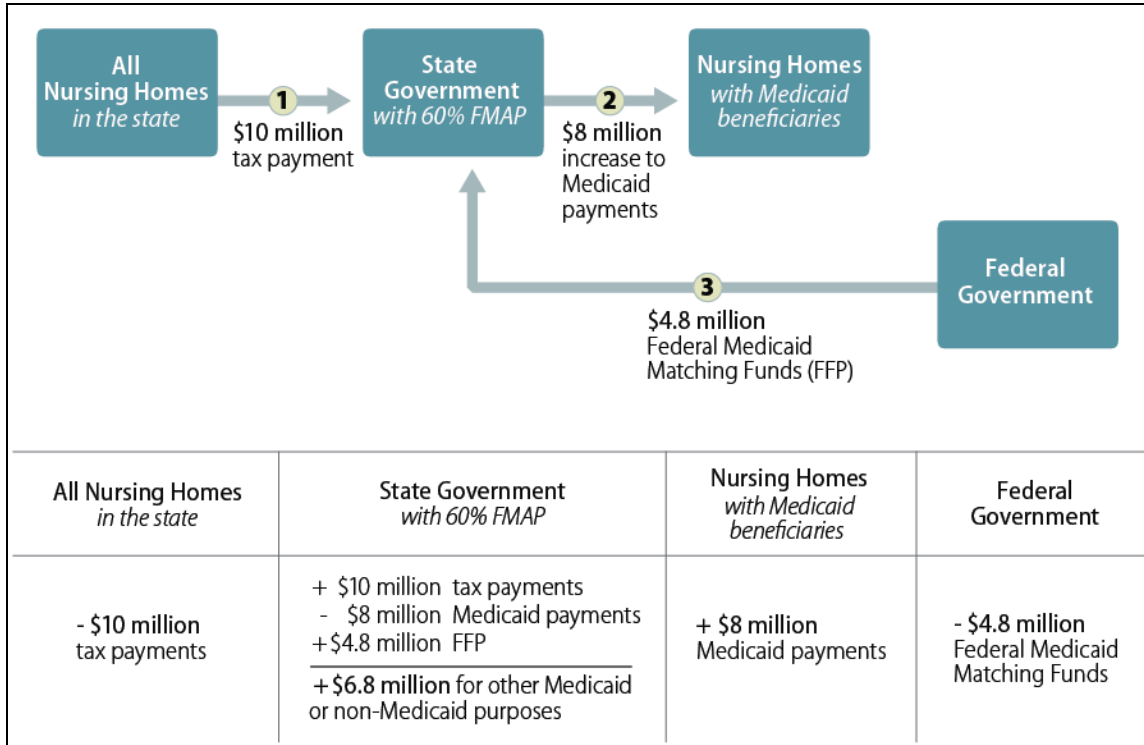 All
Nursing Homes
in the state
1
$10 million
tax payment
State
Government
with 60% FMAP
2
$8 million
increase to
Medicaid
payments
Nursing Homes
with Medicaid
beneficiaries
3
$4.8 million
Federal Medicaid
Matching Funds (FFP)
Federal
Government
All Nursing Homes
in the state
State Government
with 60% FMAP
Nursing Homes
with Medicaid
beneficiaries
Federal
Government
- $10 million
tax payments
+ $10 million tax payments
- $8 million Medicaid payments
+$4.8 million FFP
+$6.8 million for other Medicaid
or non-Medicaid purposes
+ $8 million
Medicaid payments
- $4.8 million
Federal Medicaid
Matching Funds